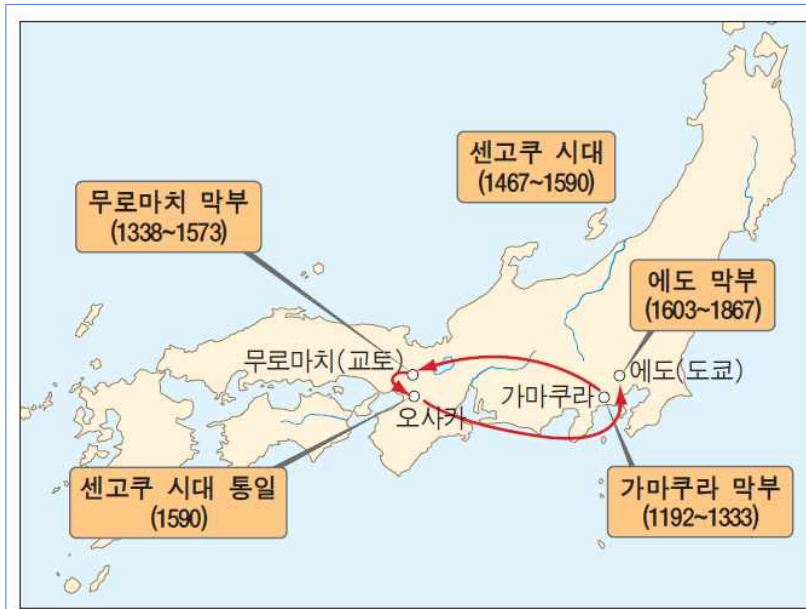 센고쿠 시대
(1467~1590)
무로마치 막부
(1338~1573)
에도 막부
(1603~1867)
무로마치(교토)
에도(도쿄)
가마쿠라
오사카
센고쿠 시대 통일
(1590)
가마쿠라 막부
(1192~1333)